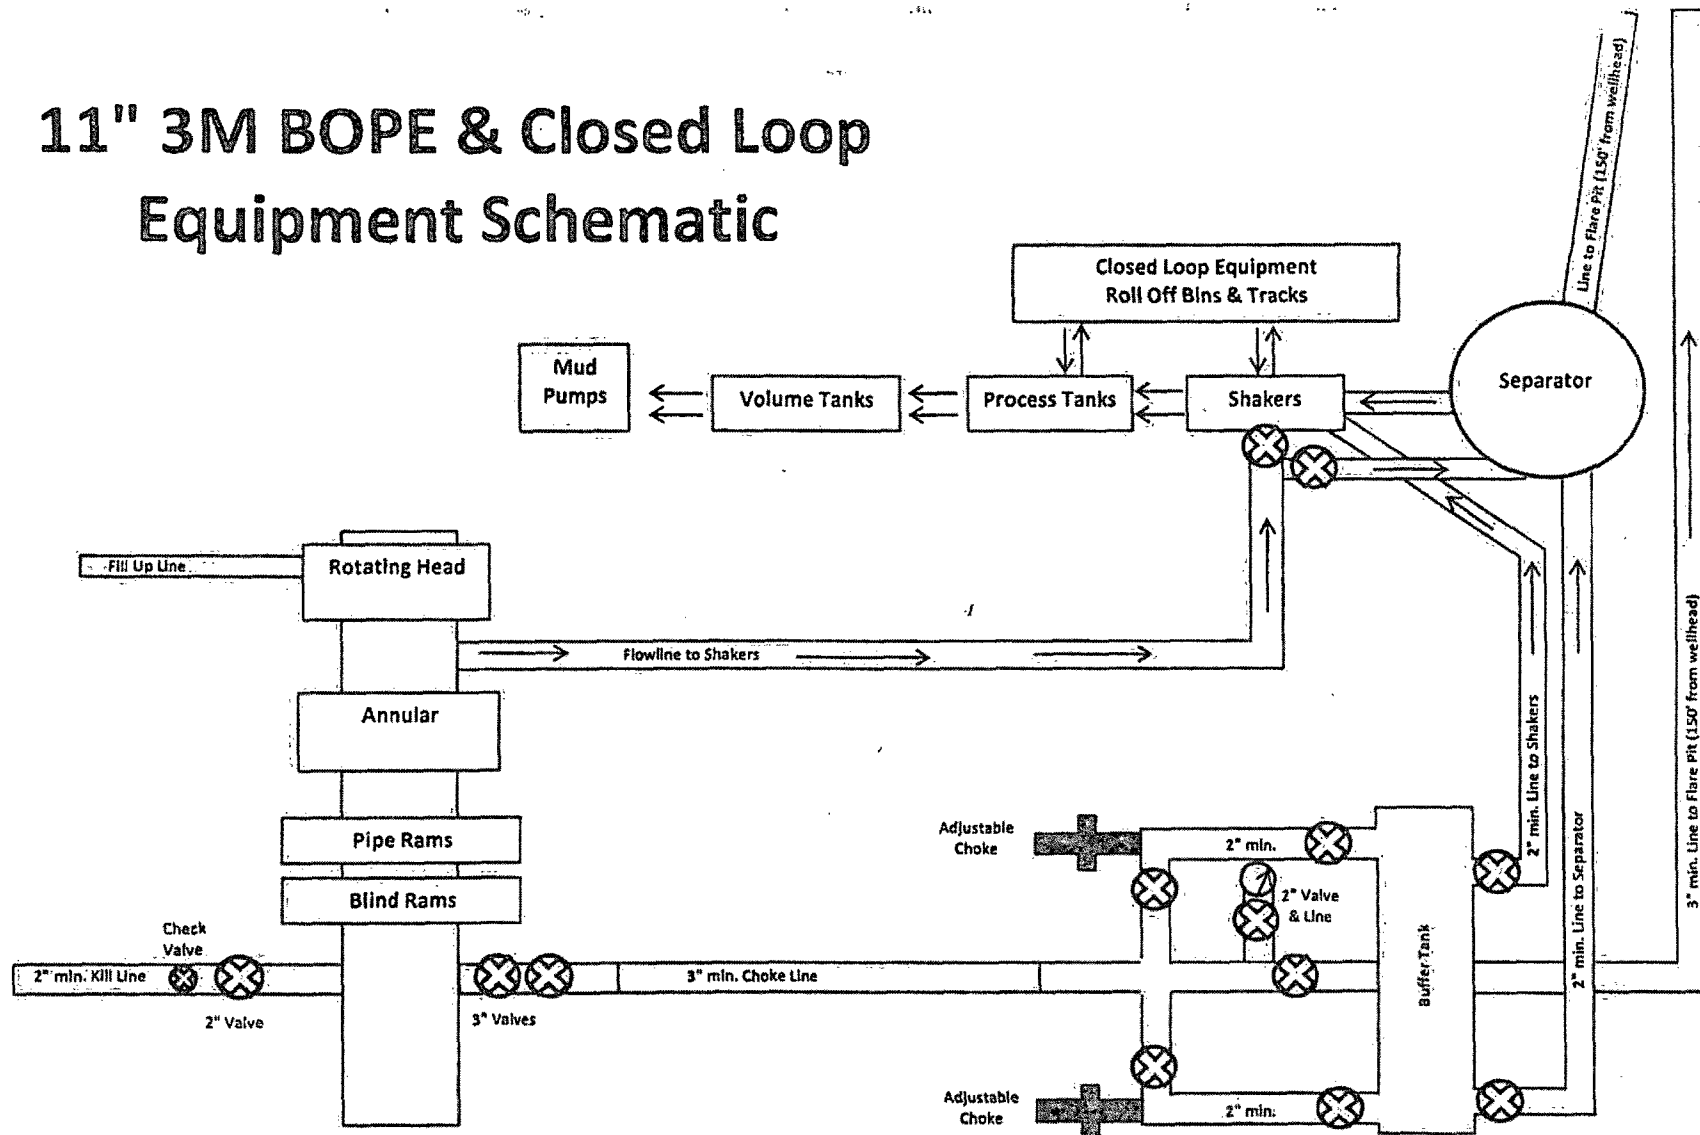 11" 3M BOPE & Closed Loop
Equipment Schematic
Line to Flare Pit (150' from wellhead)
Closed Loop Equipment
Roll Off Bins & Tracks
Mud
Pumps
Volume Tanks
Process Tanks
Shakers
Separator
Fill Up Line
Rotating Head
Flowline to Shakers
Annular
Pipe Rams
Blind Rams
Check
Valve
2" min. Kill Line
2" Valve
3" Valves
3" min. Choke Line
Adjustable
Choke
2" min.
2" Valve
& Line
Adjustable
Choke
2" min.
Buffer Tank
2" min. Line to Shakers
2" min. Line to Separator
3" min. Line to Flare Pit (150' from wellhead)